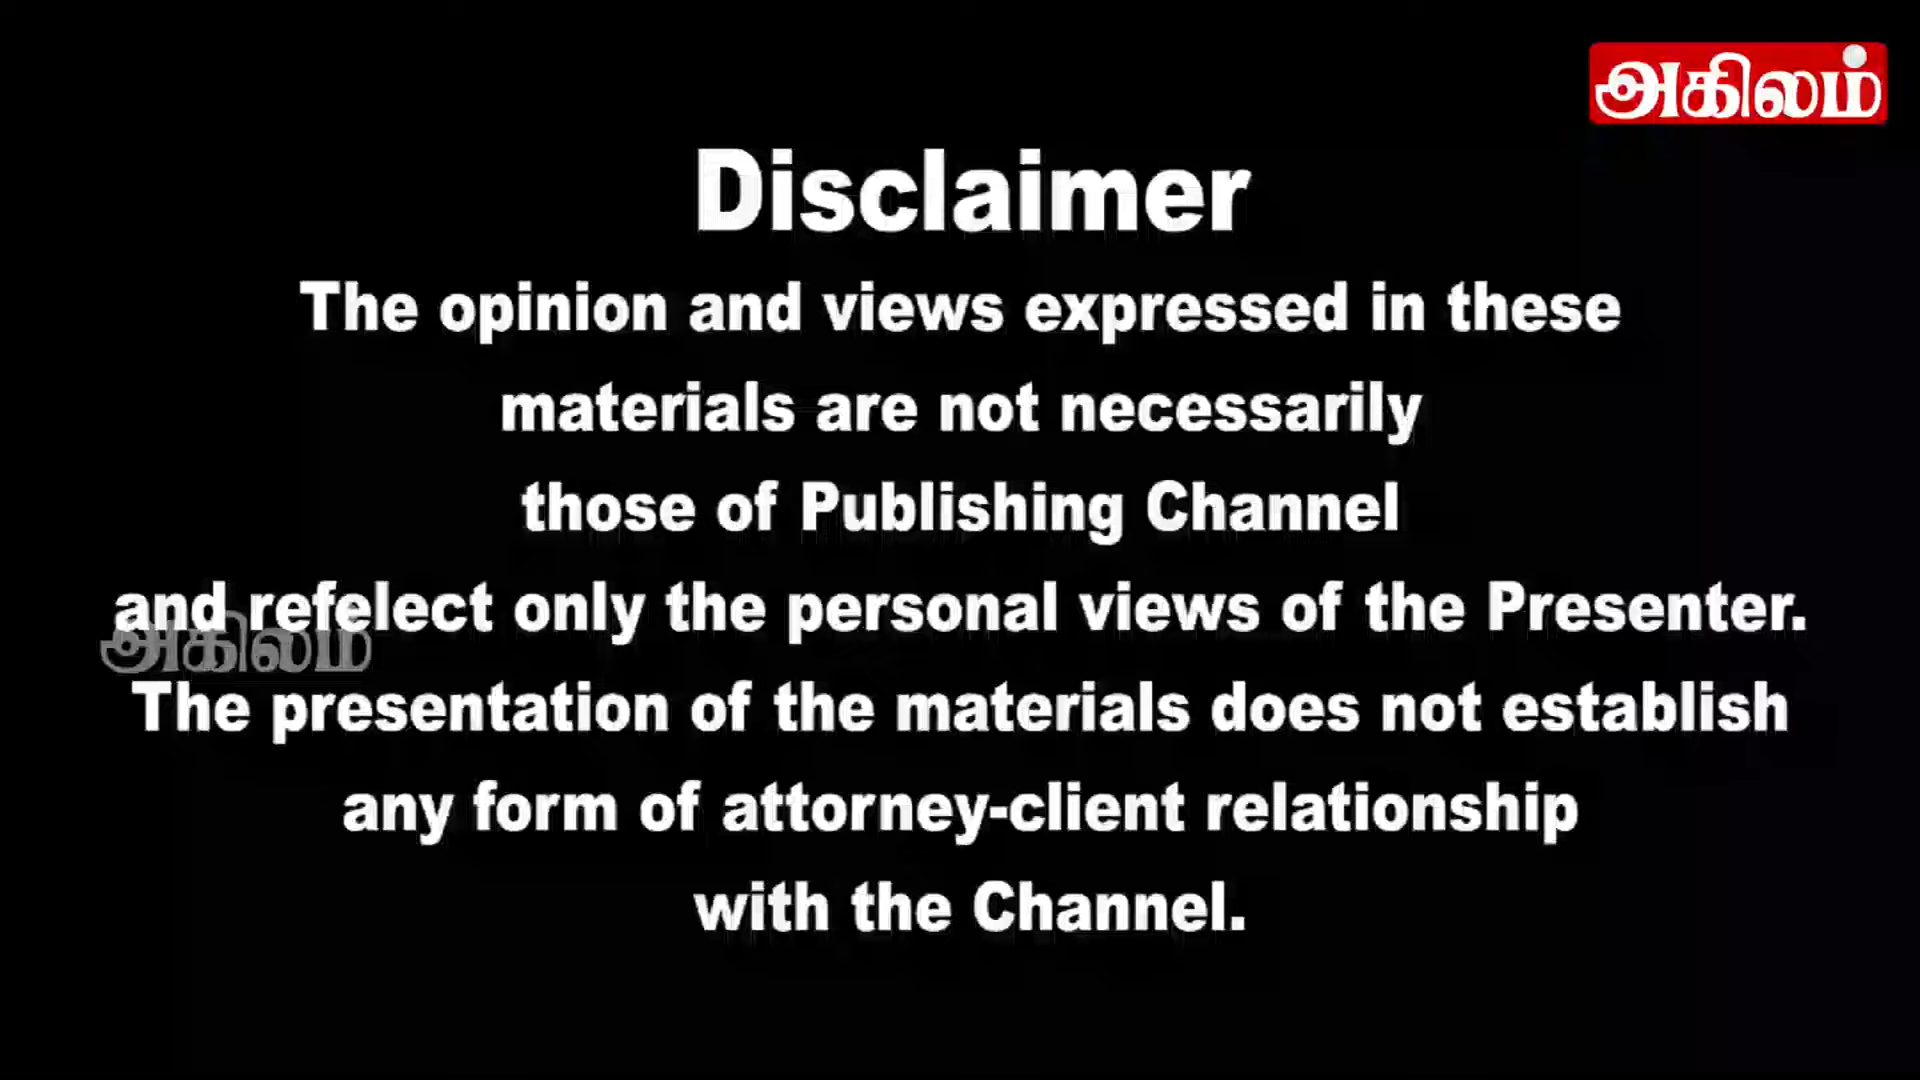 அகிலம்
Disclaimer
The opinion and views expressed in these
materials are not necessarily
those of Publishing Channel
and refelect only the personal views of the Presenter.
அகிலம்
The presentation of the materials does not establish
any form of attorney-client relationship
with the Channel.